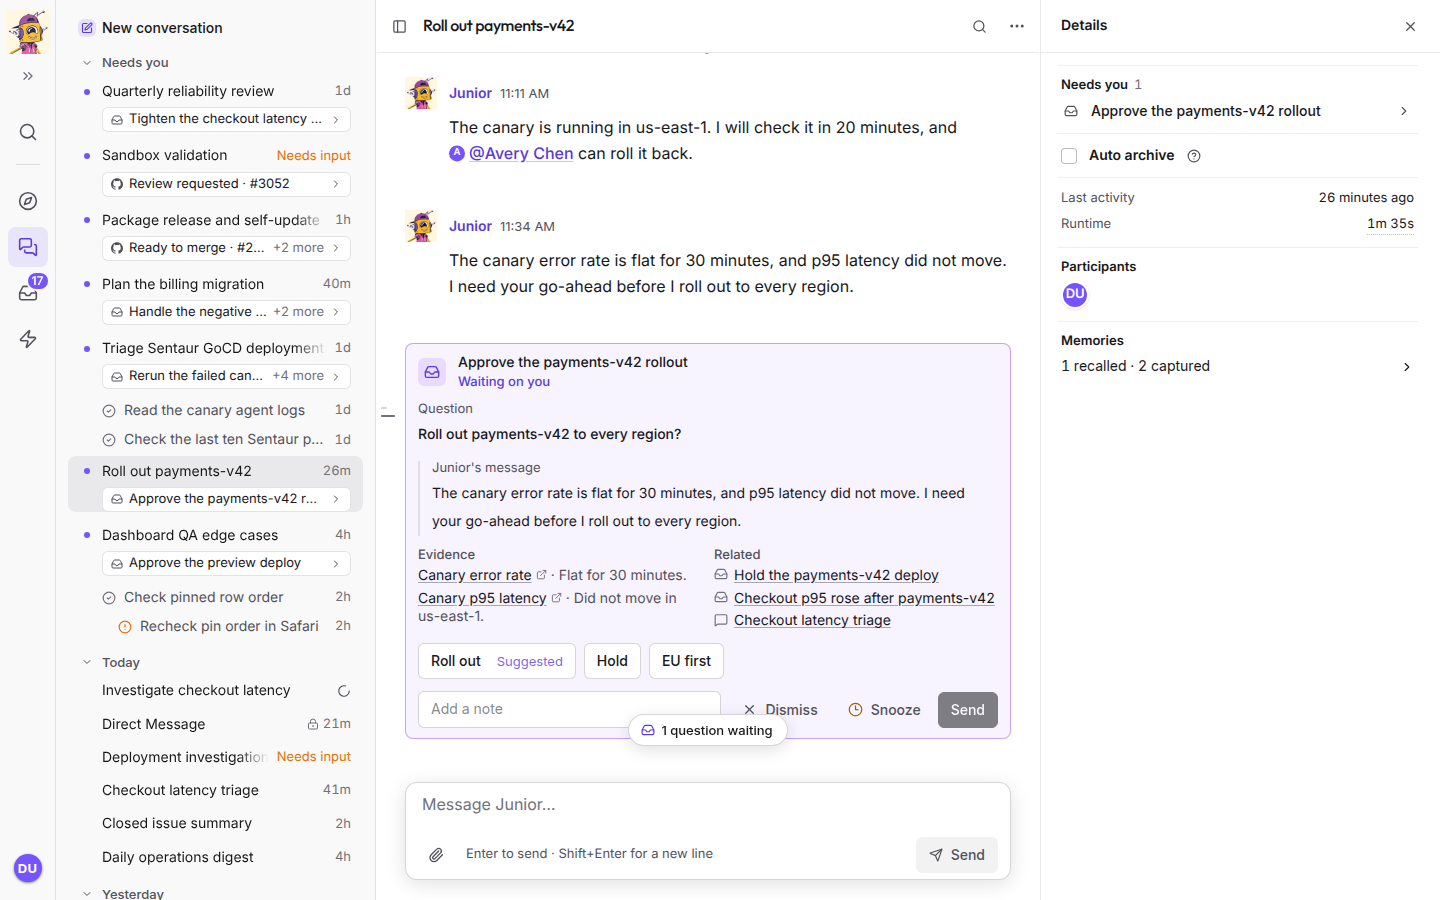 New conversation
Needs you
Quarterly reliability review 1d
Tighten the checkout latency ...
Sandbox validation Needs input
Review requested · #3052
Package release and self-update 1h
Ready to merge · #2... +2 more
Plan the billing migration 40m
Handle the negative ... +2 more
Triage Sentaur GoCD deployment 1d
Rerun the failed can... +4 more
Read the canary agent logs 1d
Check the last ten Sentaur p... 1d
Roll out payments-v42 26m
Approve the payments-v42 r...
Dashboard QA edge cases 4h
Approve the preview deploy
Check pinned row order 2h
Recheck pin order in Safari 2h
Today
Investigate checkout latency
Direct Message 21m
Deployment investigation Needs input
Checkout latency triage 41m
Closed issue summary 2h
Daily operations digest 4h
Yesterday
17
DU
Roll out payments-v42
Junior 11:11 AM
The canary is running in us-east-1. I will check it in 20 minutes, and
A @Avery Chen can roll it back.
Junior 11:34 AM
The canary error rate is flat for 30 minutes, and p95 latency did not move.
I need your go-ahead before I roll out to every region.
Approve the payments-v42 rollout
Waiting on you
Question
Roll out payments-v42 to every region?
Junior's message
The canary error rate is flat for 30 minutes, and p95 latency did not move. I need
your go-ahead before I roll out to every region.
Evidence
Canary error rate · Flat for 30 minutes.
Canary p95 latency · Did not move in
us-east-1.
Related
Hold the payments-v42 deploy
Checkout p95 rose after payments-v42
Checkout latency triage
Roll out Suggested
Hold
EU first
Add a note
Dismiss
Snooze
Send
1 question waiting
Message Junior...
Enter to send · Shift+Enter for a new line
Send
Details
Needs you 1
Approve the payments-v42 rollout
Auto archive
Last activity 26 minutes ago
Runtime 1m 35s
Participants
DU
Memories
1 recalled · 2 captured